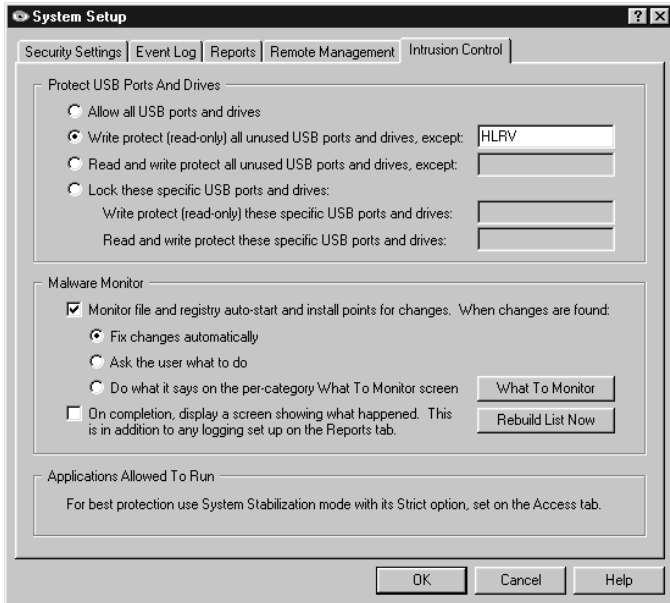 System Setup
Security Settings Event Log Reports Remote Management Intrusion Control
Protect USB Ports And Drives
Allow all USB ports and drives
Write protect (read-only) all unused USB ports and drives, except: HLRV
Read and write protect all unused USB ports and drives, except:
Lock these specific USB ports and drives:
Write protect (read-only) these specific USB ports and drives:
Read and write protect these specific USB ports and drives:
Malware Monitor
Monitor file and registry auto-start and install points for changes. When changes are found:
Fix changes automatically
Ask the user what to do
Do what it says on the per-category What To Monitor screen What To Monitor
On completion, display a screen showing what happened. This
is in addition to any logging set up on the Reports tab. Rebuild List Now
Applications Allowed To Run
For best protection use System Stabilization mode with its Strict option, set on the Access tab.
OK Cancel Help